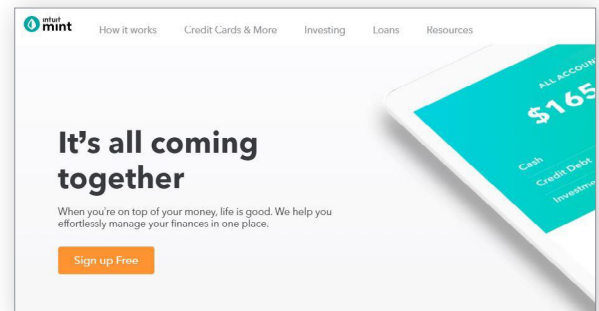 intuit
mint
How it works Credit Cards & More Investing Loans Resources
ALL ACCOUN
$165
Cash
Credit Debt
Investme
It's all coming
together
When you're on top of your money, life is good. We help you
effortlessly manage your finances in one place.
Sign up Free